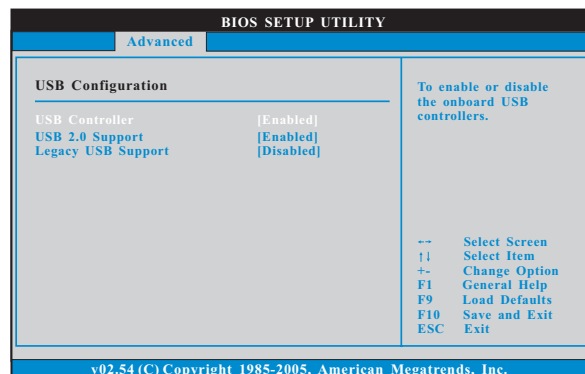 BIOS SETUP UTILITY
Advanced
USB Configuration
USB Controller [Enabled]
USB 2.0 Support [Enabled]
Legacy USB Support [Disabled]
To enable or disable
the onboard USB
controllers.
←→ Select Screen
↑↓ Select Item
+- Change Option
F1 General Help
F9 Load Defaults
F10 Save and Exit
ESC Exit
v02.54 (C) Copyright 1985-2005, American Megatrends, Inc.